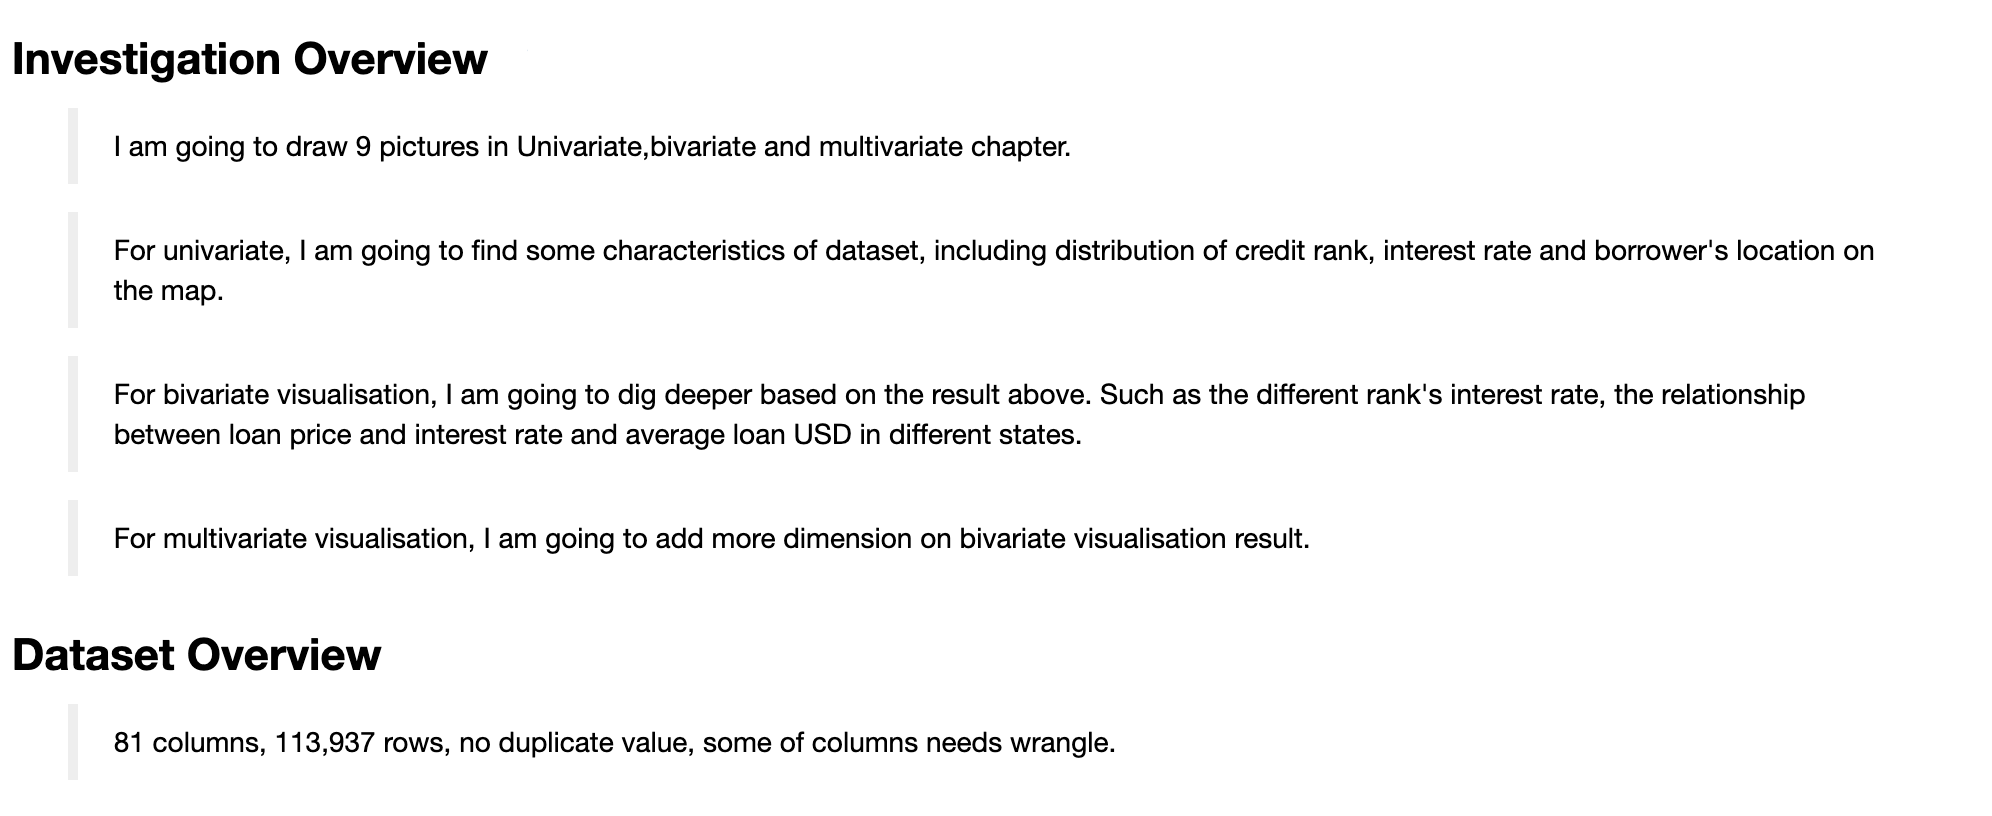 Investigation Overview
I am going to draw 9 pictures in Univariate,bivariate and multivariate chapter.
For univariate, I am going to find some characteristics of dataset, including distribution of credit rank, interest rate and borrower's location on
the map.
For bivariate visualisation, I am going to dig deeper based on the result above. Such as the different rank's interest rate, the relationship
between loan price and interest rate and average loan USD in different states.
For multivariate visualisation, I am going to add more dimension on bivariate visualisation result.
Dataset Overview
81 columns, 113,937 rows, no duplicate value, some of columns needs wrangle.